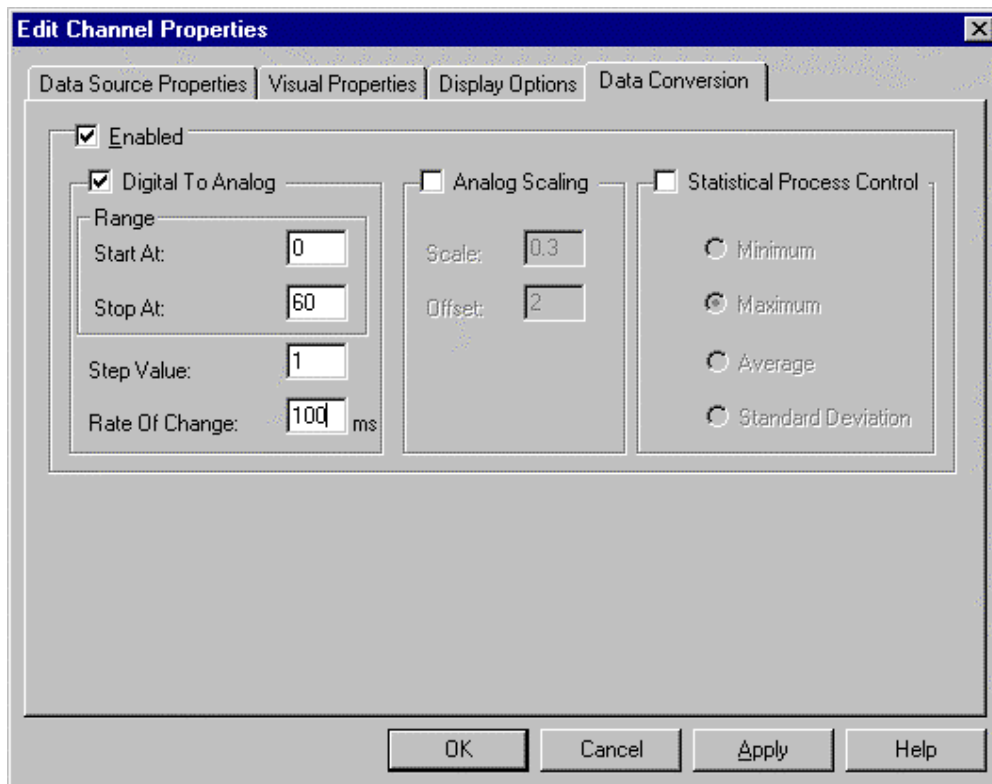 Edit Channel Properties
Data Source Properties Visual Properties Display Options Data Conversion
Enabled
Digital To Analog
Range
Start At: 0
Stop At: 60
Step Value: 1
Rate Of Change: 100 ms
Analog Scaling
Scale: 0.3
Offset: 2
Statistical Process Control
Minimum
Maximum
Average
Standard Deviation
OK Cancel Apply Help